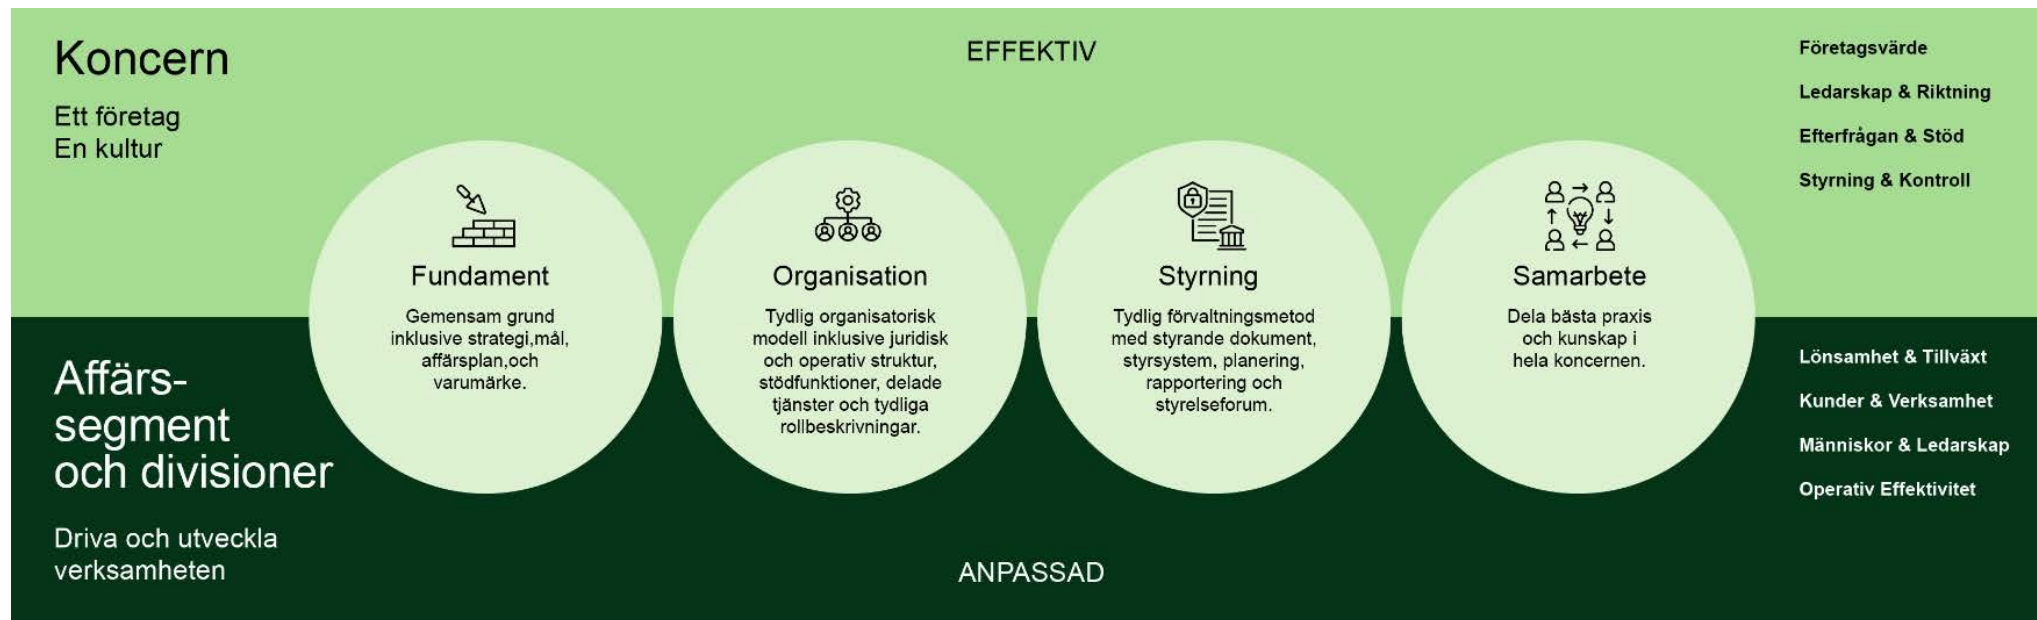 Koncern
Ett företag
En kultur
EFFEKTIV
Företagsvärde
Ledarskap & Riktning
Efterfrågan & Stöd
Styrning & Kontroll
Fundament
Gemensam grund
inklusive strategi,mål,
affärsplan,och
varumärke.
Organisation
Tydlig organisatorisk
modell inklusive juridisk
och operativ struktur,
stödfunktioner, delade
tjänster och tydliga
rollbeskrivningar.
Styrning
Tydlig förvaltningsmetod
med styrande dokument,
styrsystem, planering,
rapportering och
styrelseforum.
Samarbete
Dela bästa praxis
och kunskap i
hela koncernen.
Affärs-
segment
och divisioner
Driva och utveckla
verksamheten
ANPASSAD
Lönsamhet & Tillväxt
Kunder & Verksamhet
Människor & Ledarskap
Operativ Effektivitet